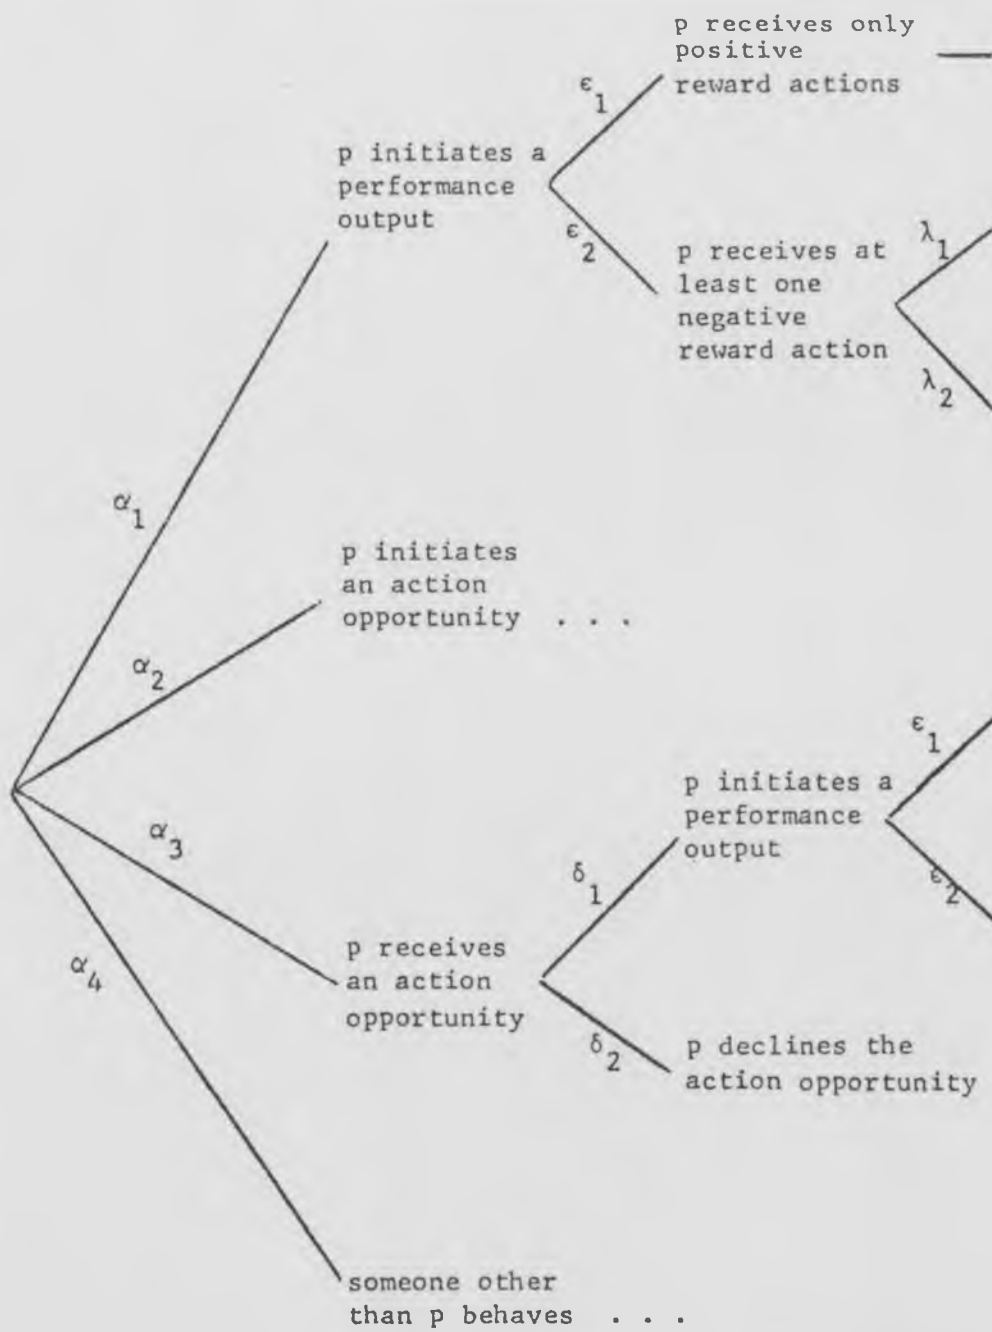 p receives only
positive
reward actions
ε1
p initiates a
performance
output
ε2
p receives at
least one
negative
reward action
λ1
λ2
α1
p initiates
an action
opportunity . . .
α2
ε1
p initiates a
performance
output
α3
δ1
ε2
p receives
an action
opportunity
α4
δ2
p declines the
action opportunity
someone other
than p behaves . . .